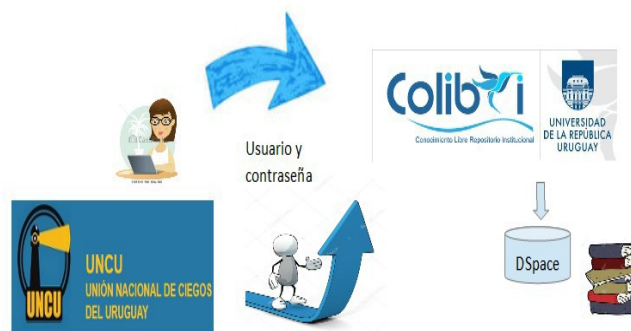 Colibri
Conocimiento Libre Repositorio Institucional
UNIVERSIDAD
DE LA REPÚBLICA
URUGUAY
Usuario y
contraseña
UNCU
UNCU
UNIÓN NACIONAL DE CIEGOS
DEL URUGUAY
DSpace